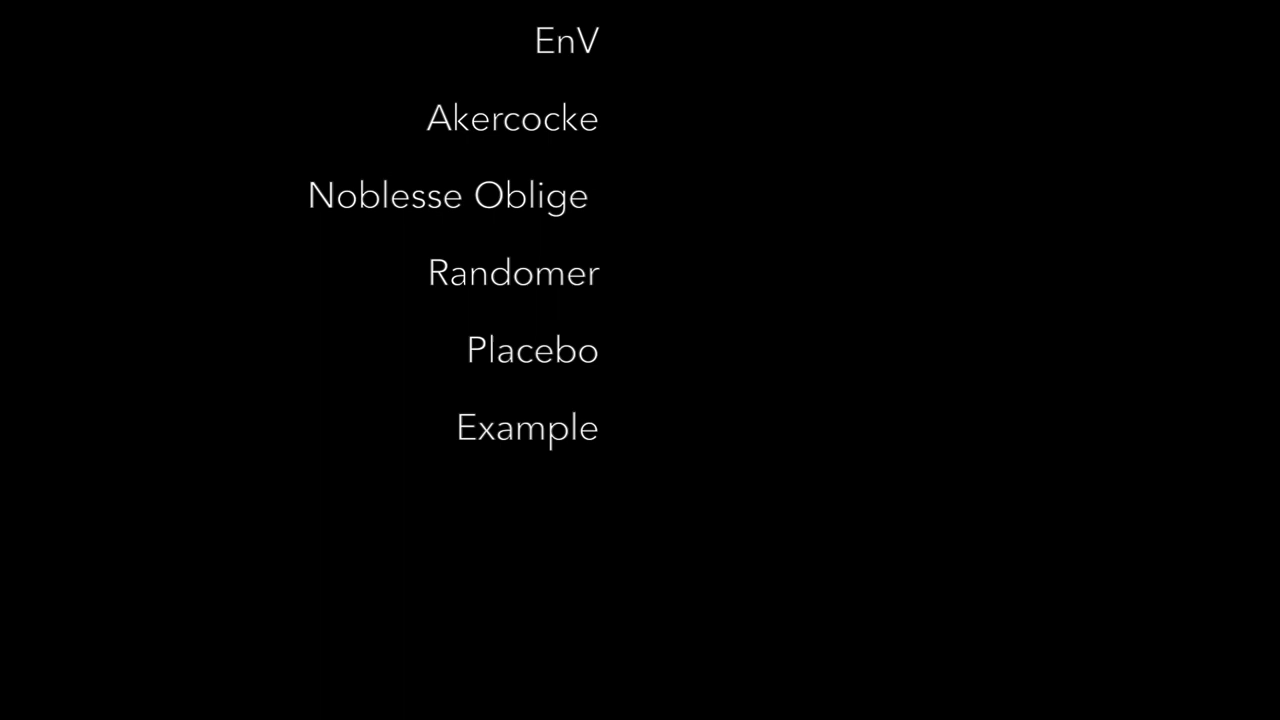 EnV
Akercocke
Noblesse Oblige
Randomer
Placebo
Example